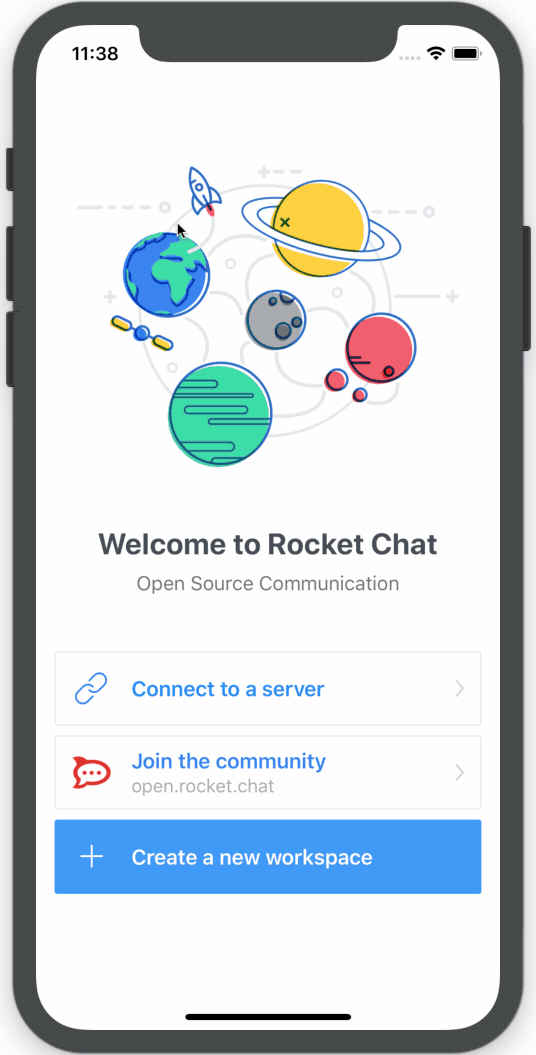 11:38
Welcome to Rocket Chat
Open Source Communication
Connect to a server
Join the community
open.rocket.chat
Create a new workspace